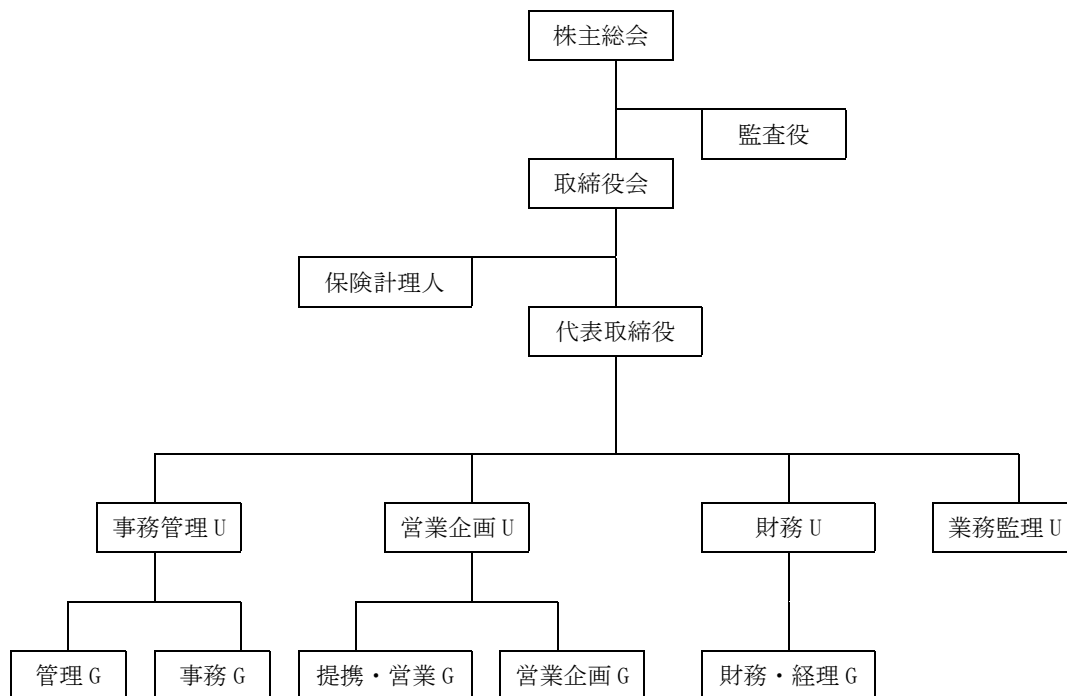 株主総会
監査役
取締役会
保険計理人
代表取締役
事務管理U
営業企画U
財務U
業務監理U
管理G
事務G
提携・営業G
営業企画G
財務・経理G